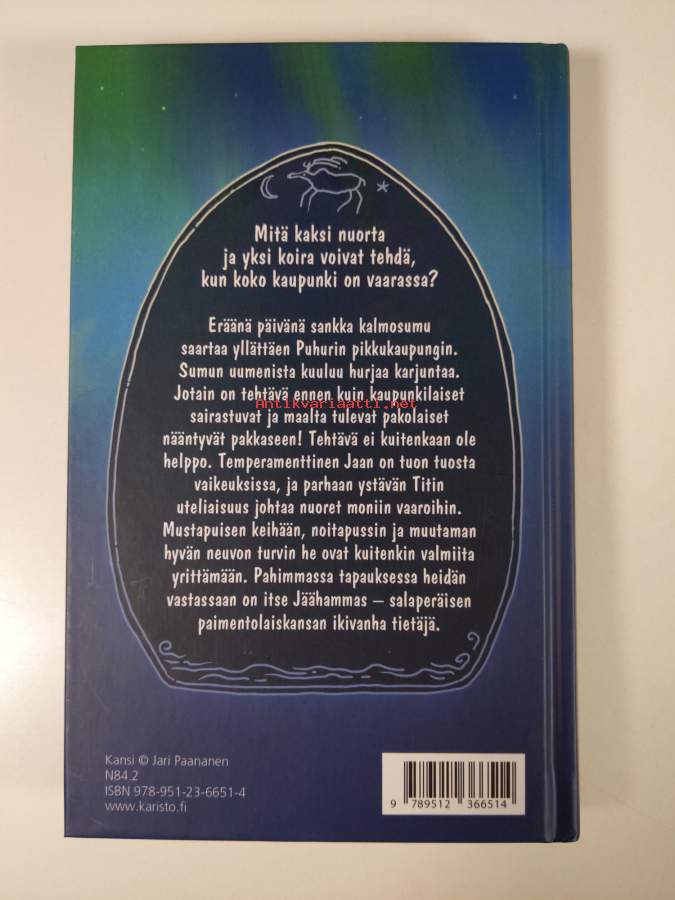 Mitä kaksi nuorta
ja yksi koira voivat tehdä,
kun koko kaupunki on vaarassa?
Eräänä päivänä sankka kalmosumu
saartaa yllättäen Puhurin pikkukaupungin.
Sumun uumenista kuuluu hurjaa karjuntaa.
Jotain on tehtävä ennen kuin kaupunkilaiset
Antikvariaatti.net
sairastuvat ja maalta tulevat pakolaiset
nääntyvät pakkaseen! Tehtävä ei kuitenkaan ole
helppo. Temperamenttinen Jaan on tuon tuosta
vaikeuksissa, ja parhaan ystävän Titin
uteliaisuus johtaa nuoret moniin vaaroihin.
Mustapuisen keihään, noitapussin ja muutaman
hyvän neuvon turvin he ovat kuitenkin valmiita
yrittämään. Pahimmassa tapauksessa heidän
vastassaan on itse Jäähammas – salaperäisen
paimentolaiskansan ikivanha tietäjä.
Kansi © Jari Paananen
N84.2
ISBN 978-951-23-6651-4
www.karisto.fi
9 789512 366514